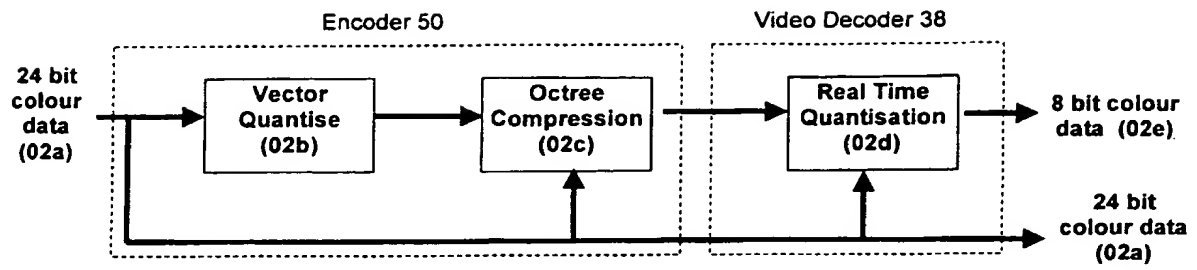 Encoder 50
Video Decoder 38
24 bit
colour
data
(02a)
Vector
Quantise
(02b)
Octree
Compression
(02c)
Real Time
Quantisation
(02d)
8 bit colour
data (02e)
24 bit
colour data
(02a)